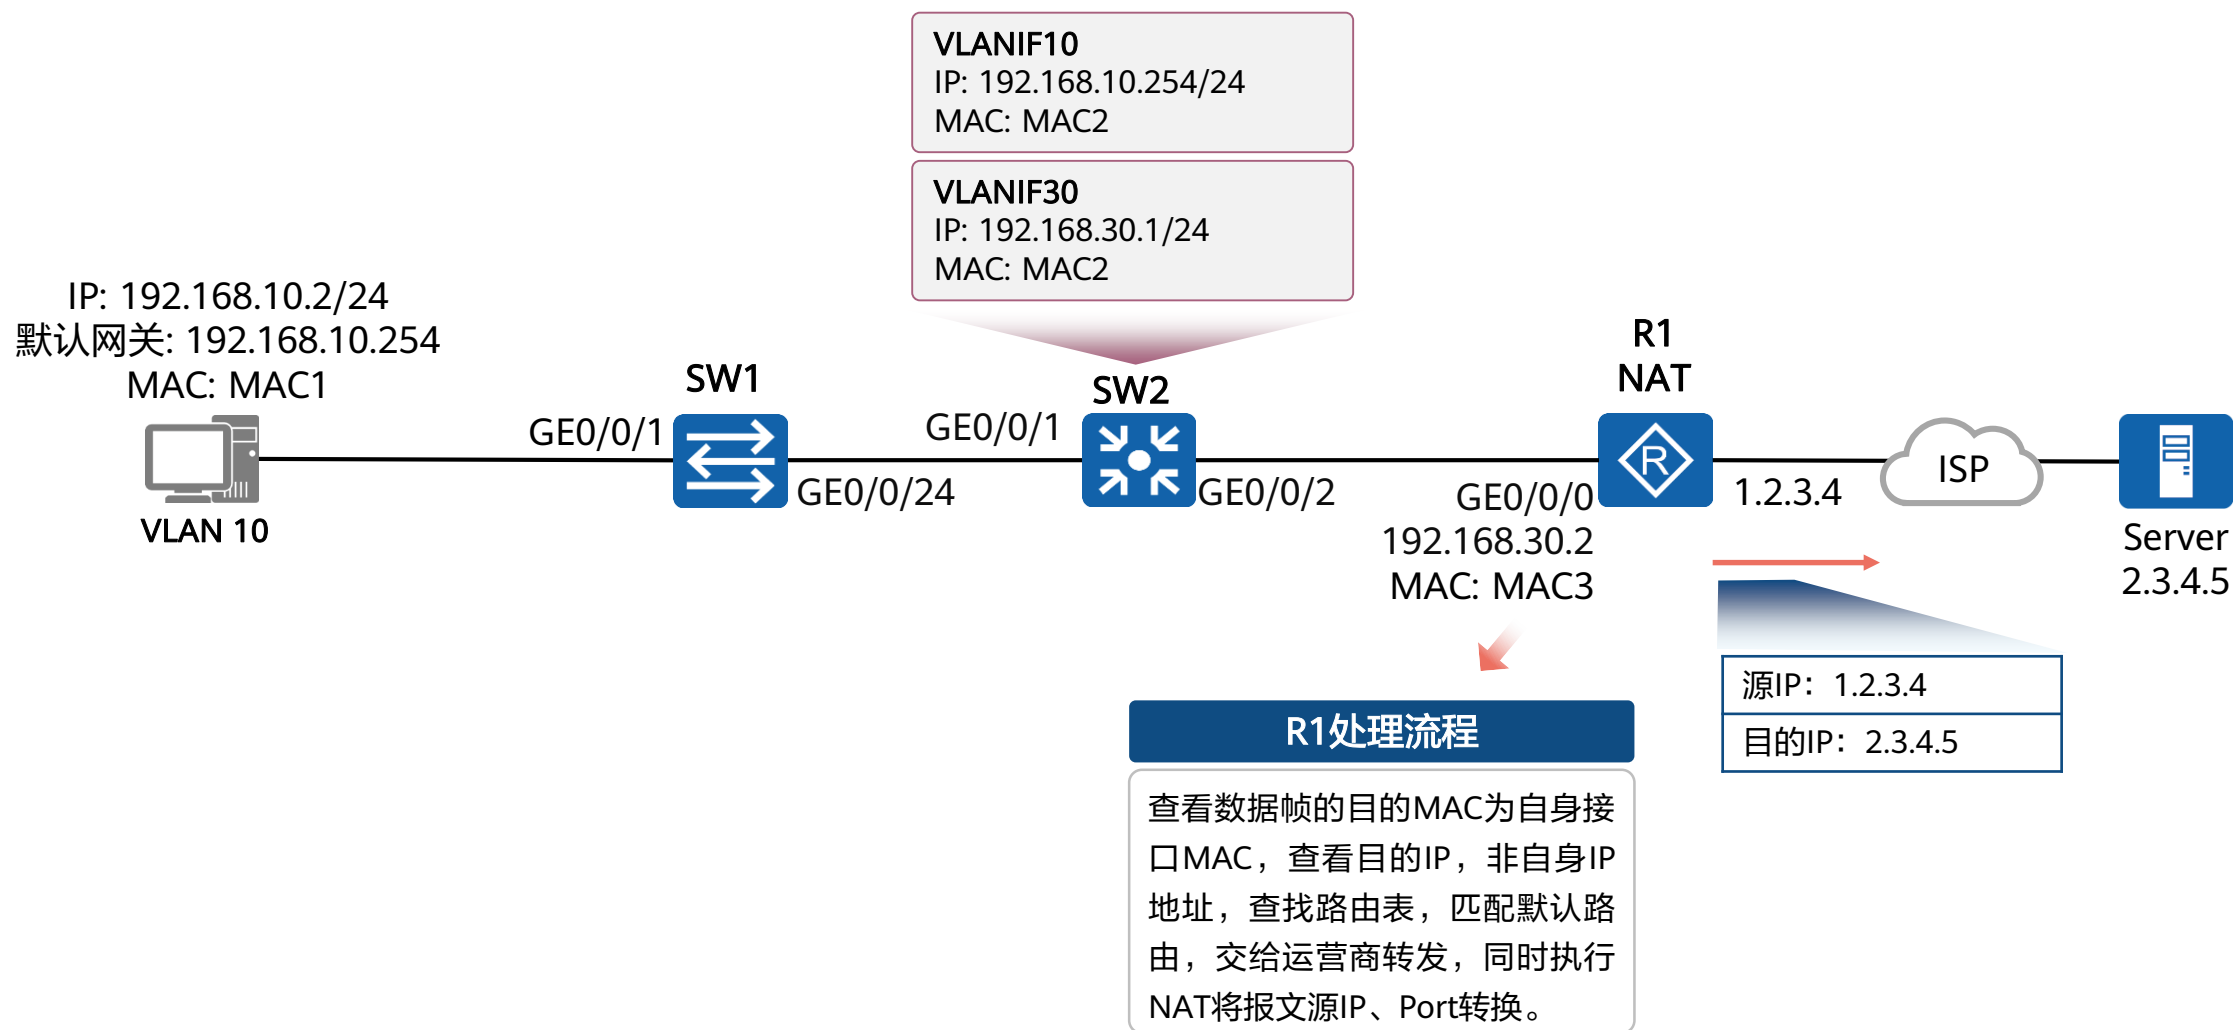 VLANIF10
IP: 192.168.10.254/24
MAC: MAC2
VLANIF30
IP: 192.168.30.1/24
MAC: MAC2
IP: 192.168.10.2/24
默认网关: 192.168.10.254
MAC: MAC1
VLAN 10
SW1
GE0/0/1
GE0/0/24
SW2
GE0/0/1
GE0/0/2
R1
NAT
GE0/0/0
192.168.30.2
MAC: MAC3
1.2.3.4
ISP
Server
2.3.4.5
源IP：1.2.3.4
目的IP：2.3.4.5
R1处理流程
查看数据帧的目的MAC为自身接
口MAC，查看目的IP，非自身IP
地址，查找路由表，匹配默认路
由，交给运营商转发，同时执行
NAT将报文源IP、Port转换。